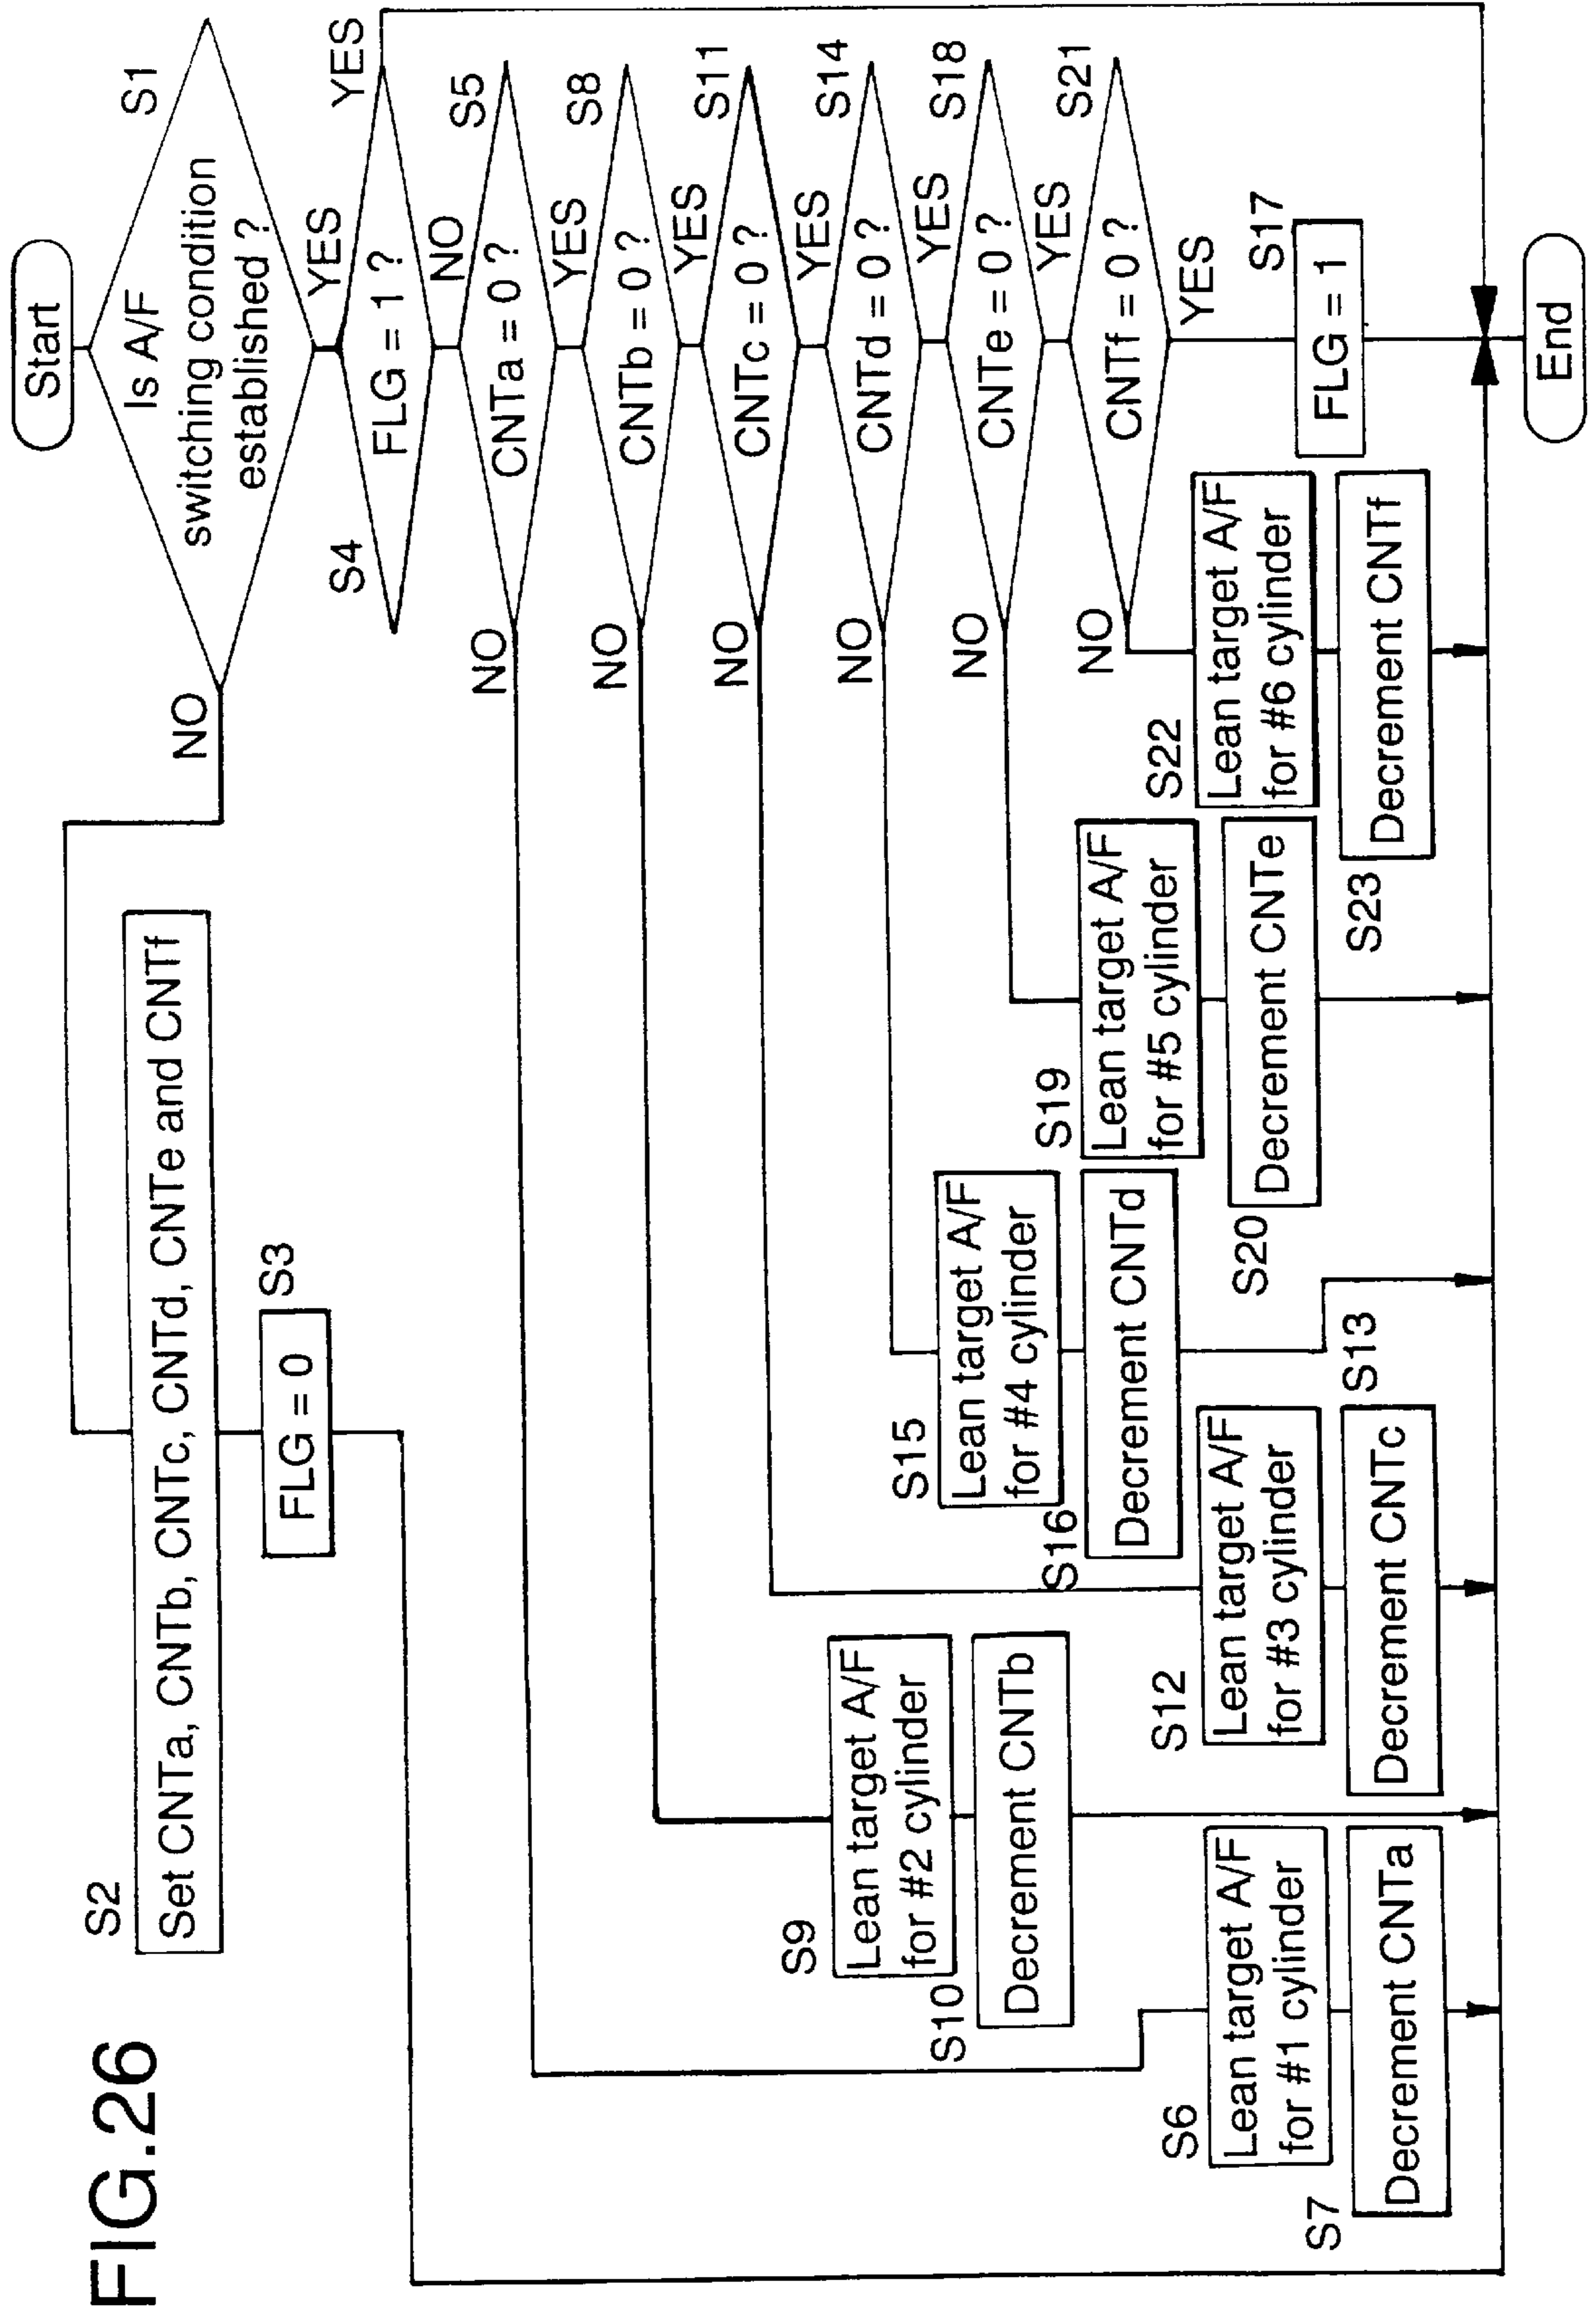 FIG.26
Start
S1
Is A/F
switching condition
established ?
NO
YES
S2
Set CNTa, CNTb, CNTc, CNTd, CNTe and CNTf
S3
FLG = 0
S4
FLG = 1 ?
YES
NO
S5
CNTa = 0 ?
NO
YES
S8
CNTb = 0 ?
NO
YES
S11
CNTc = 0 ?
NO
YES
S14
CNTd = 0 ?
NO
YES
S18
CNTe = 0 ?
NO
YES
S21
CNTf = 0 ?
NO
YES
S9
Lean target A/F
for #2 cylinder
S10
Decrement CNTb
S15
Lean target A/F
for #4 cylinder
S16
Decrement CNTd
S19
Lean target A/F
for #5 cylinder
S20
Decrement CNTe
S6
Lean target A/F
for #1 cylinder
S7
Decrement CNTa
S12
Lean target A/F
for #3 cylinder
S13
Decrement CNTc
S22
Lean target A/F
for #6 cylinder
S23
Decrement CNTf
S17
FLG = 1
End